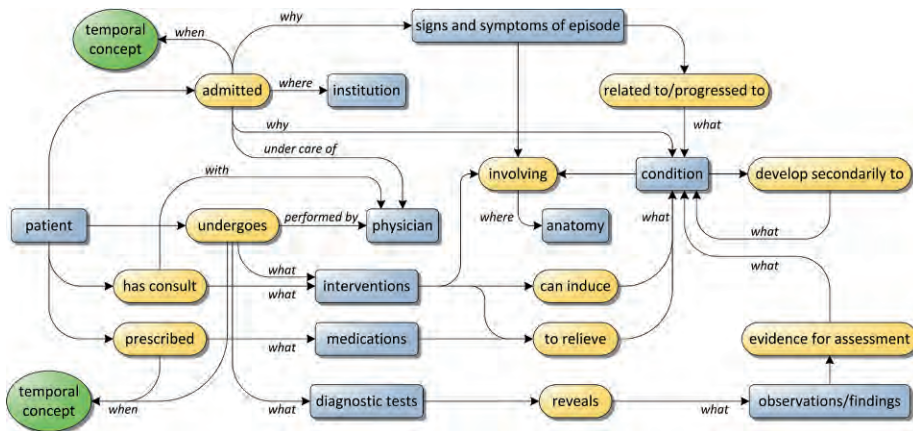 temporal
concept
when
why
signs and symptoms of episode
admitted
where
institution
related to/progressed to
why
what
under care of
with
involving
condition
develop secondarily to
patient
undergoes
performed by
physician
where
anatomy
what
what
what
has consult
what
what
interventions
can induce
prescribed
what
medications
to relieve
evidence for assessment
temporal
concept
when
what
diagnostic tests
reveals
what
observations/findings